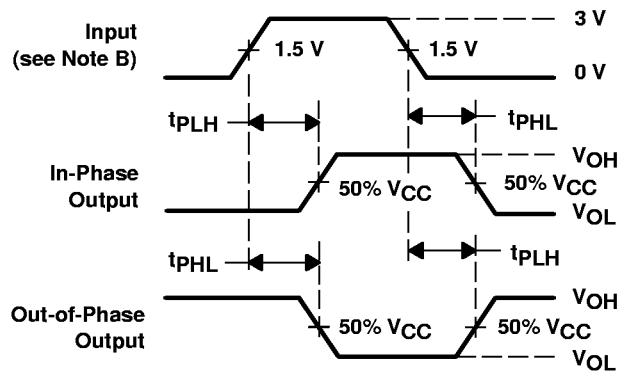 Input
(see Note B)
1.5 V
1.5 V
3 V
0 V
tPLH
tPHL
In-Phase
Output
50% VCC
50% VCC
VOH
VOL
tPHL
tPLH
Out-of-Phase
Output
50% VCC
50% VCC
VOH
VOL